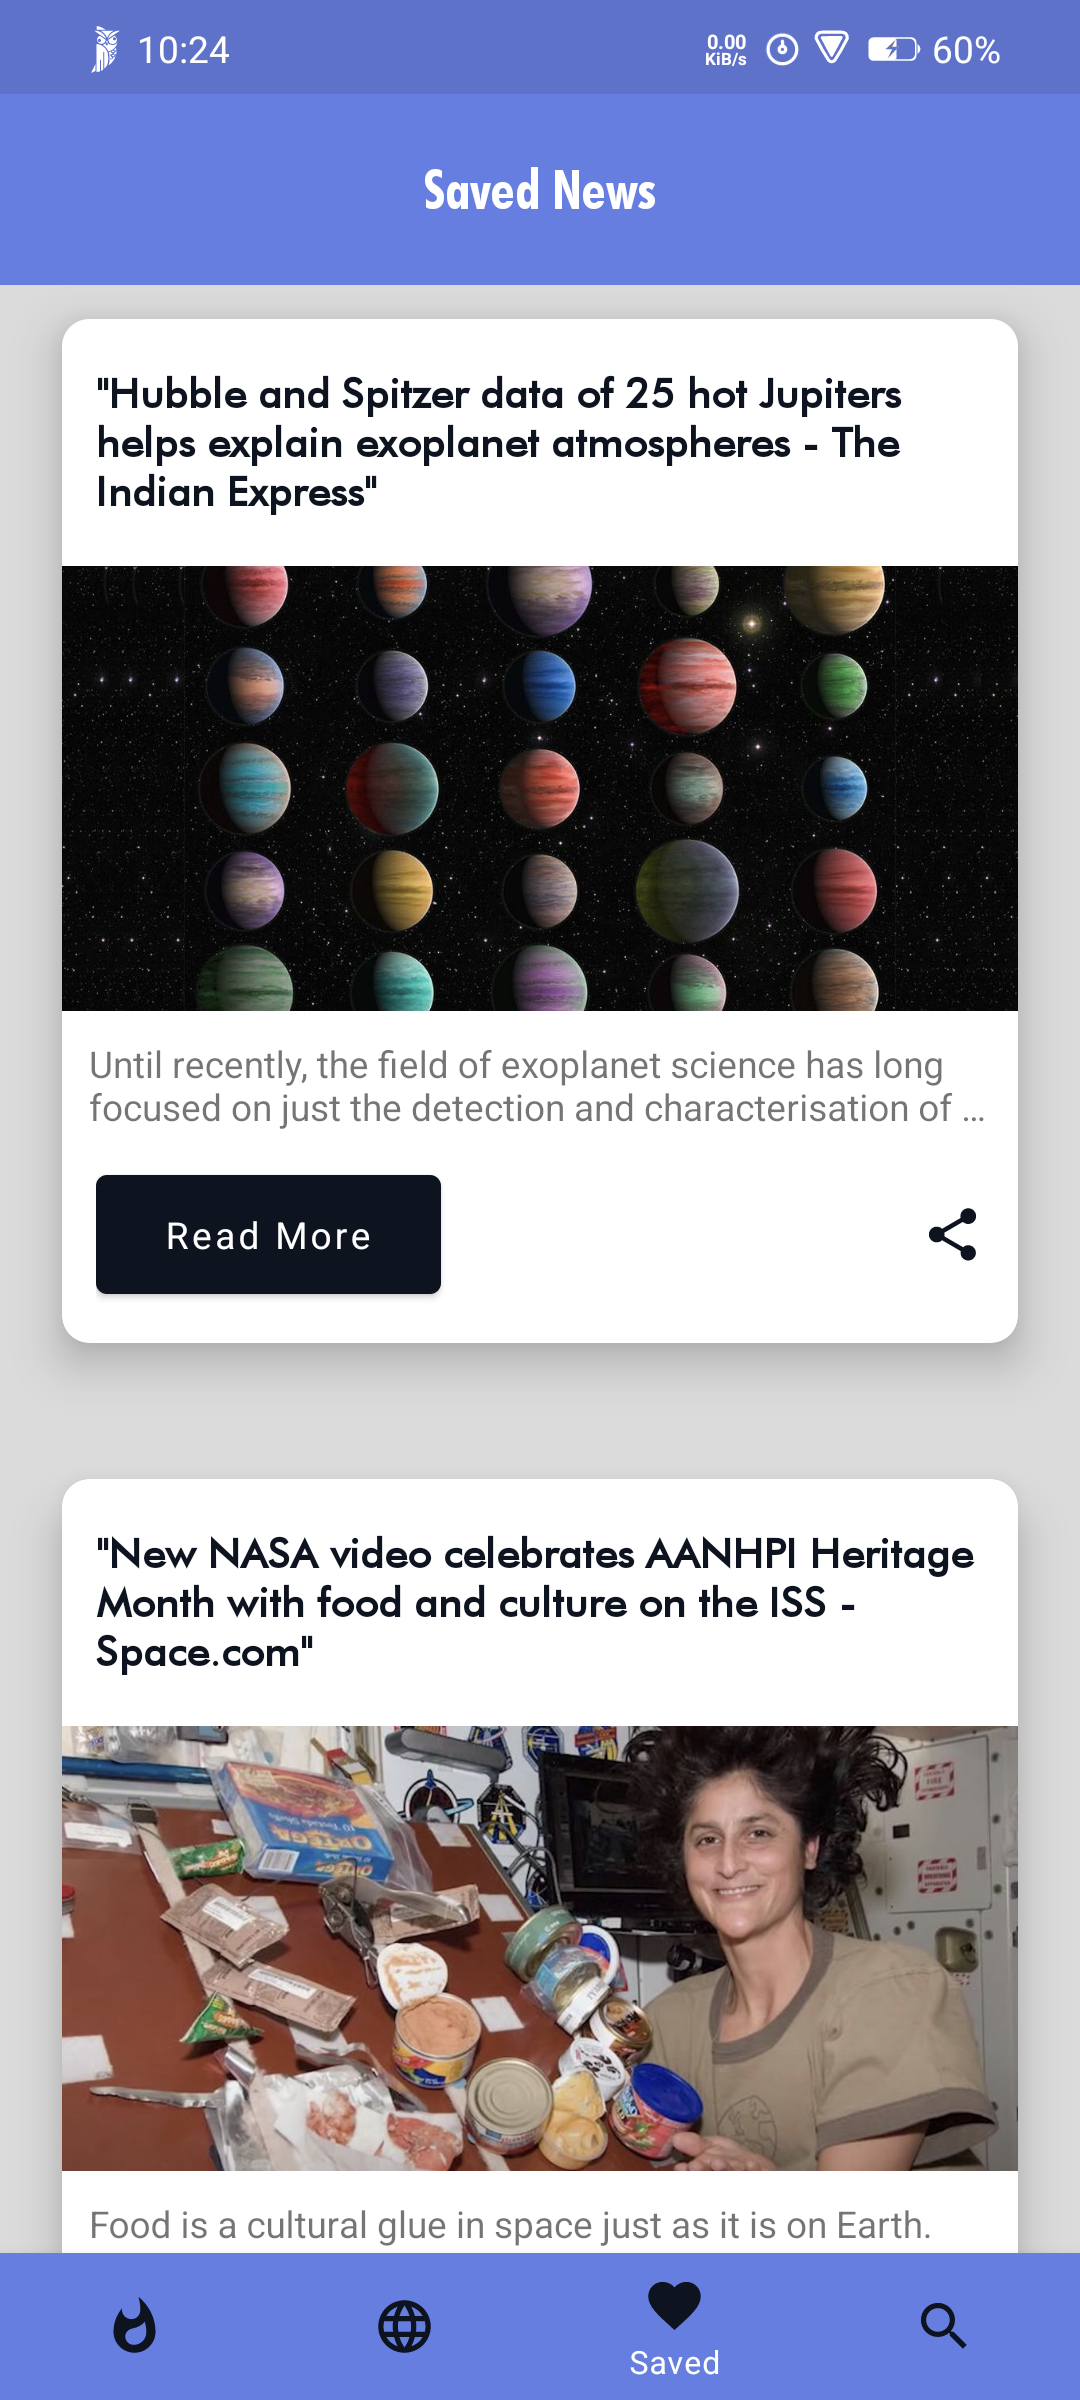 10:24
0.00
KiB/s
60%
Saved News
"Hubble and Spitzer data of 25 hot Jupiters
helps explain exoplanet atmospheres - The
Indian Express"
Until recently, the field of exoplanet science has long
focused on just the detection and characterisation of ...
Read More
"New NASA video celebrates AANHPI Heritage
Month with food and culture on the ISS -
Space.com"
ORTEGA
FIRE
Food is a cultural glue in space just as it is on Earth.
Saved